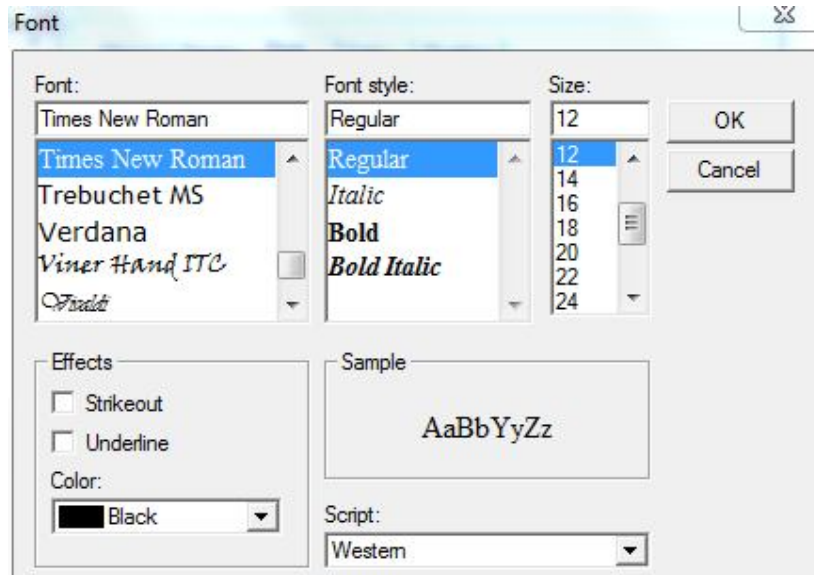 Font
Font:
Font style:
Size:
Times New Roman
Regular
12
OK
Cancel
Times New Roman
Trebuchet MS
Verdana
Viner Hand ITC
Vivaldi
Regular
Italic
Bold
Bold Italic
12
14
16
18
20
22
24
Effects
Strikeout
Underline
Color:
Black
Sample
AaBbYyZz
Script:
Western